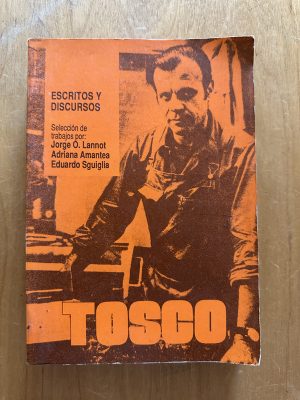 ESCRITOS Y
DISCURSOS
Selección de
trabajos por:
Jorge O. Lannot
Adriana Amantea
Eduardo Sguiglia
TOSCO